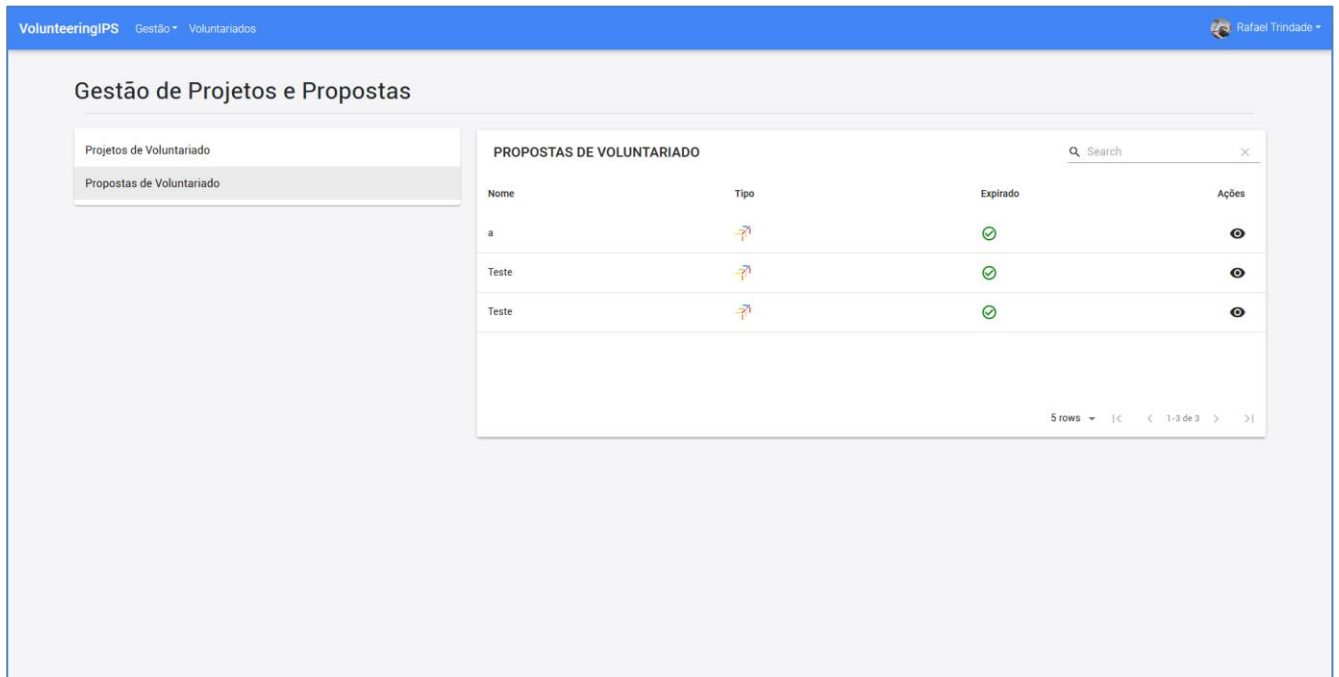 VolunteeringIPS Gestão Voluntariados Rafael Trindade
Gestão de Projetos e Propostas
Projetos de Voluntariado
Propostas de Voluntariado
PROPOSTAS DE VOLUNTARIADO Search
Nome Tipo Expirado Ações
a
Teste
Teste
5 rows 1-3 de 3